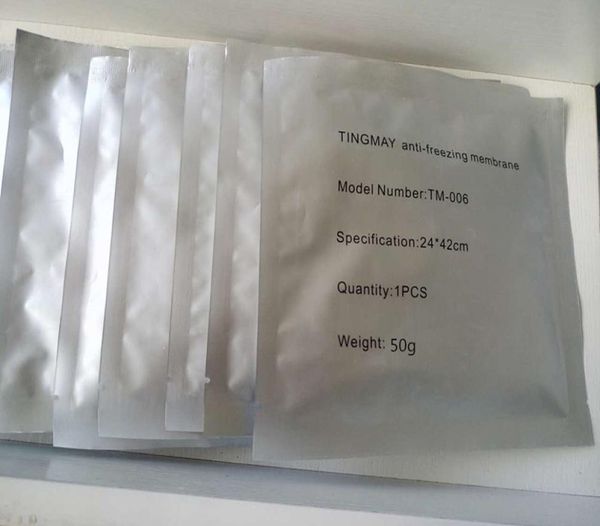 TINGMAY anti-freezing membrane
Model Number:TM-006
Specification:24*42cm
Quantity:1PCS
Weight: 50g